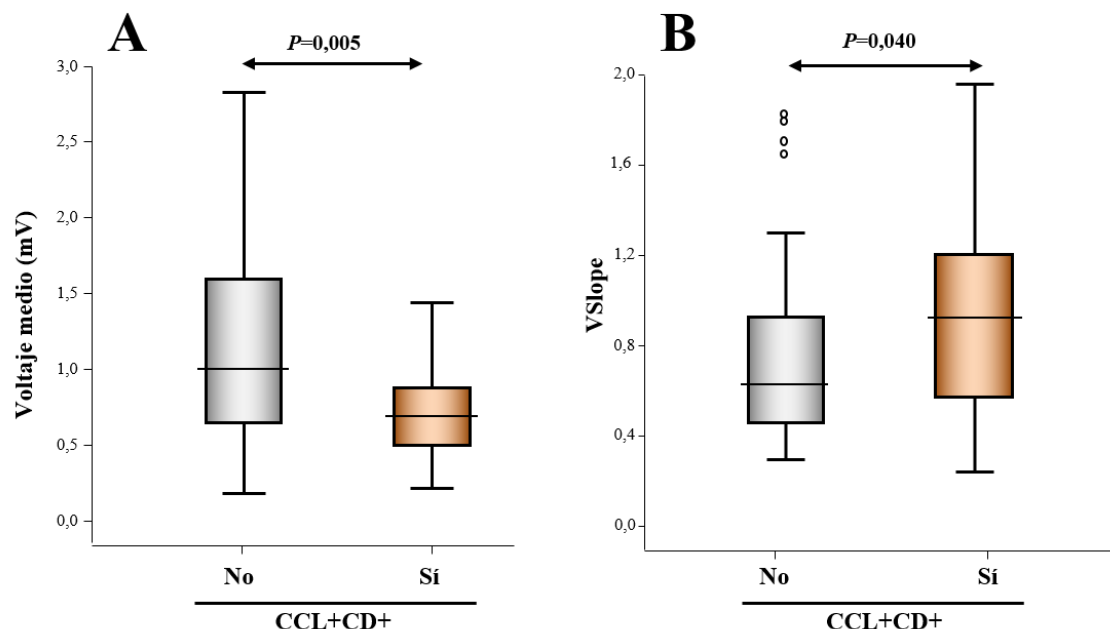 A
P=0,005
3,0
2,5
2,0
1,5
1,0
0,5
0,0
Voltaje medio (mV)
No
Sí
CCL+CD+
B
P=0,040
2,0
1,6
1,2
0,8
0,4
0,0
VSlope
No
Sí
CCL+CD+